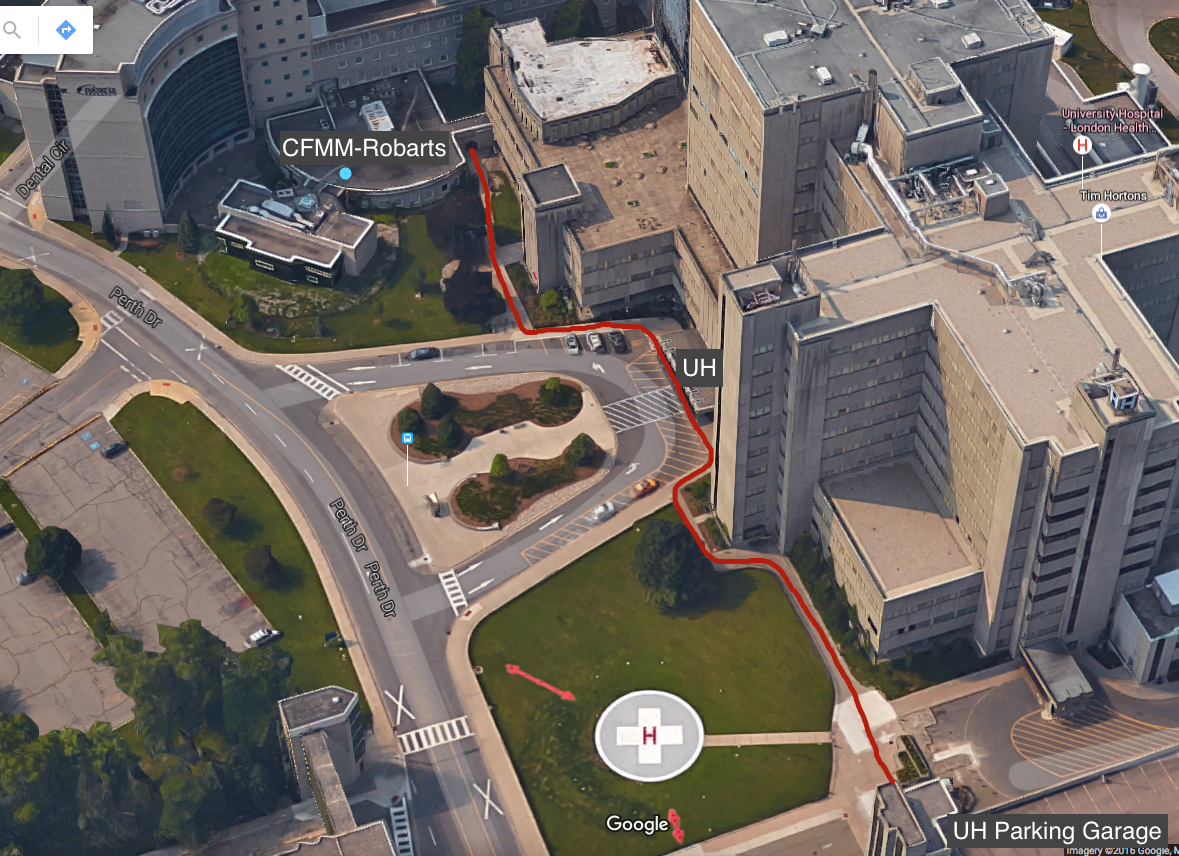 University Hospital
- London Health...
CFMM-Robarts
Dental Cir
Tim Hortons
Perth Dr
UH
Perth Dr
Perth Dr
H
Google
UH Parking Garage
Imagery ©2016 Google, M